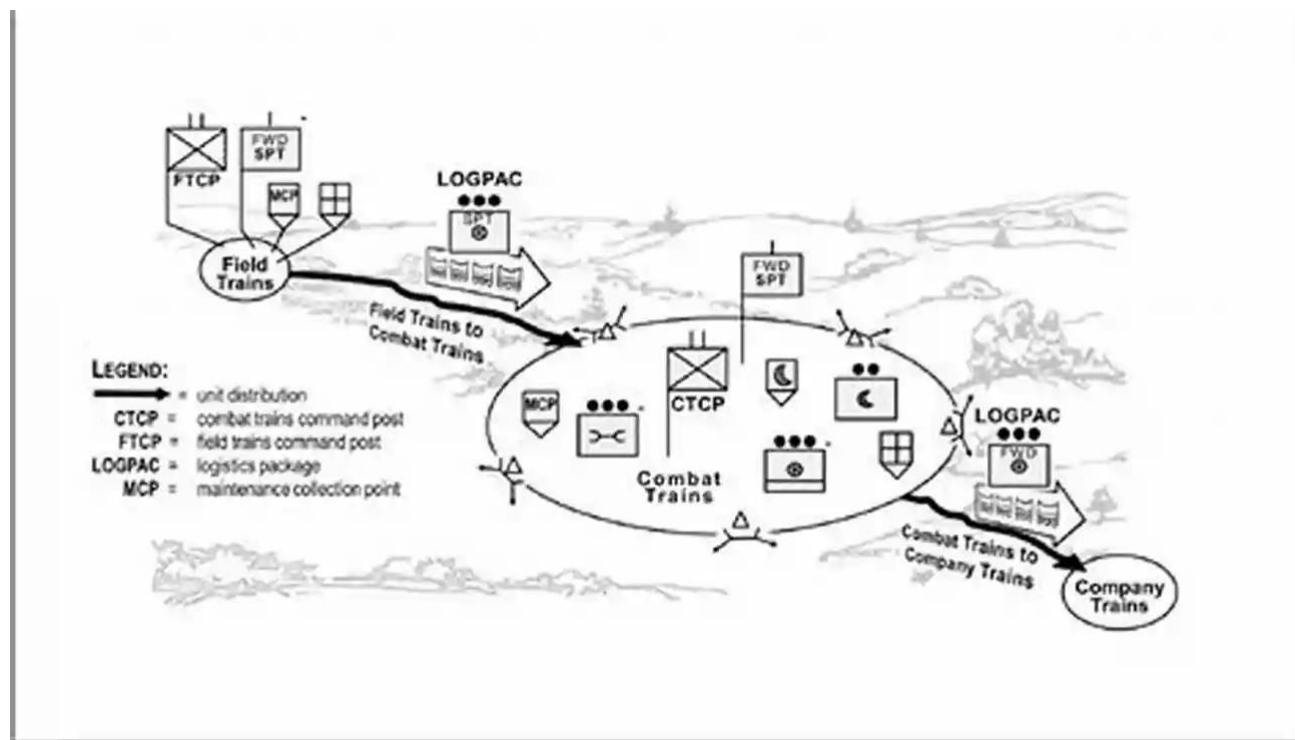 FWD
SPT
FTCP
MCP
LOGPAC
SPT
Field
Trains
FWD
SPT
Field Trains to
Combat Trains
LEGEND:
= unit distribution
CTCP = combat trains command post
FTCP = field trains command post
LOGPAC = logistics package
MCP = maintenance collection point
MCP
CTCP
Combat
Trains
LOGPAC
FWD
Combat Trains to
Company Trains
Company
Trains